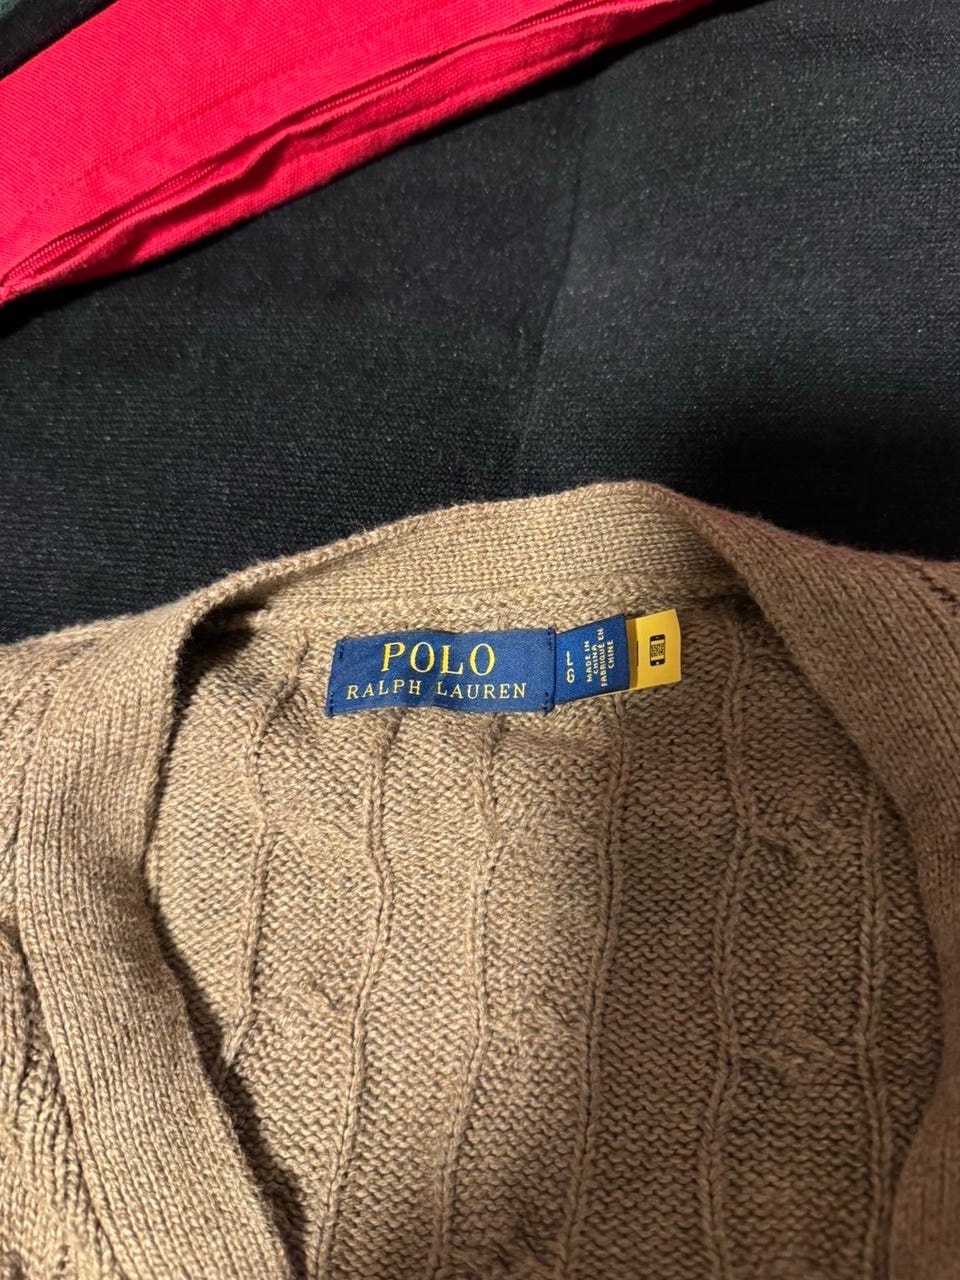 POLO
RALPH LAUREN
L
G
MADE IN
CHINA
FABRIQUÉ EN
CHINE